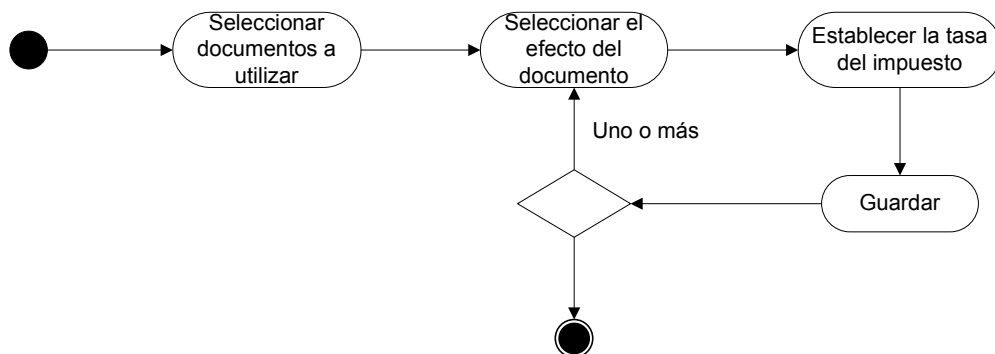 Seleccionar
documentos a
utilizar
Seleccionar el
efecto del
documento
Establecer la tasa
del impuesto
Uno o más
Guardar